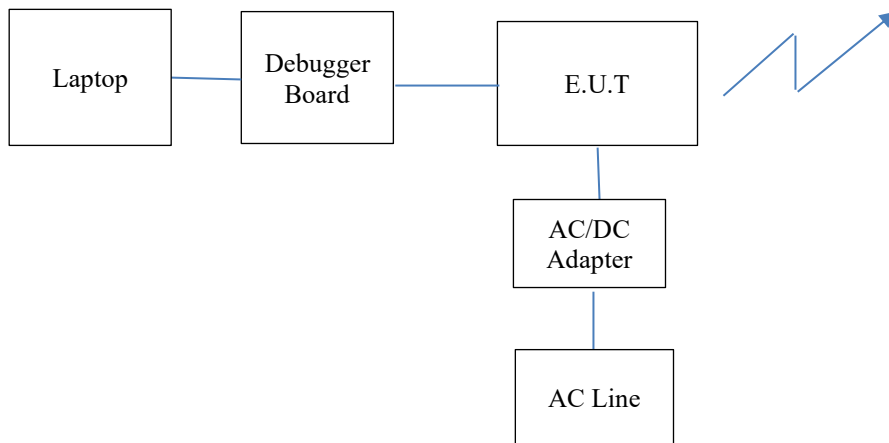 Laptop
Debugger
Board
E.U.T
AC/DC
Adapter
AC Line